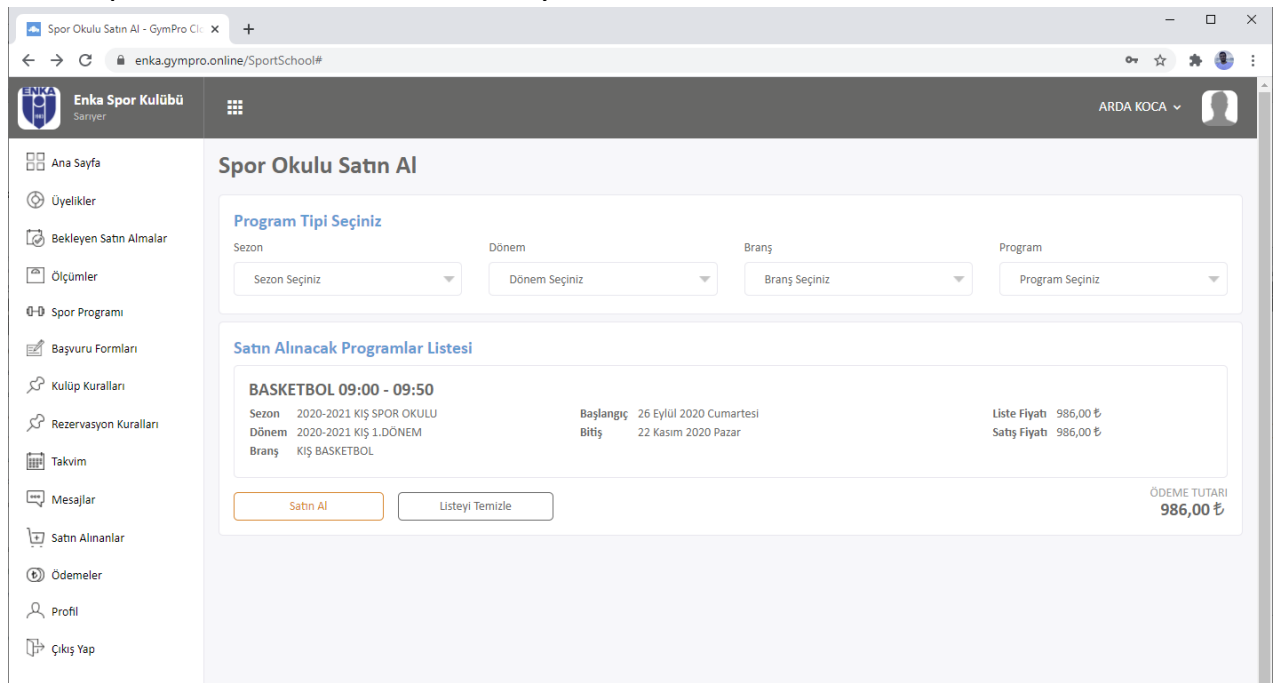 Spor Okulu Satın Al - GymPro Clo
enka.gympro.online/SportSchool#
ENKA
Enka Spor Kulübü
Sarıyer
ARDA KOCA
Ana Sayfa
Üyelikler
Bekleyen Satın Almalar
Ölçümler
Spor Programı
Başvuru Formları
Kulüp Kuralları
Rezervasyon Kuralları
Takvim
Mesajlar
Satın Alınanlar
Ödemeler
Profil
Çıkış Yap
Spor Okulu Satın Al
Program Tipi Seçiniz
Sezon Dönem Branş Program
Sezon Seçiniz Dönem Seçiniz Branş Seçiniz Program Seçiniz
Satın Alınacak Programlar Listesi
BASKETBOL 09:00 - 09:50
Sezon 2020-2021 KIŞ SPOR OKULU Başlangıç 26 Eylül 2020 Cumartesi Liste Fiyatı 986,00 ₺
Dönem 2020-2021 KIŞ 1.DÖNEM Bitiş 22 Kasım 2020 Pazar Satış Fiyatı 986,00 ₺
Branş KIŞ BASKETBOL
Satın Al Listeyi Temizle
ÖDEME TUTARI
986,00 ₺